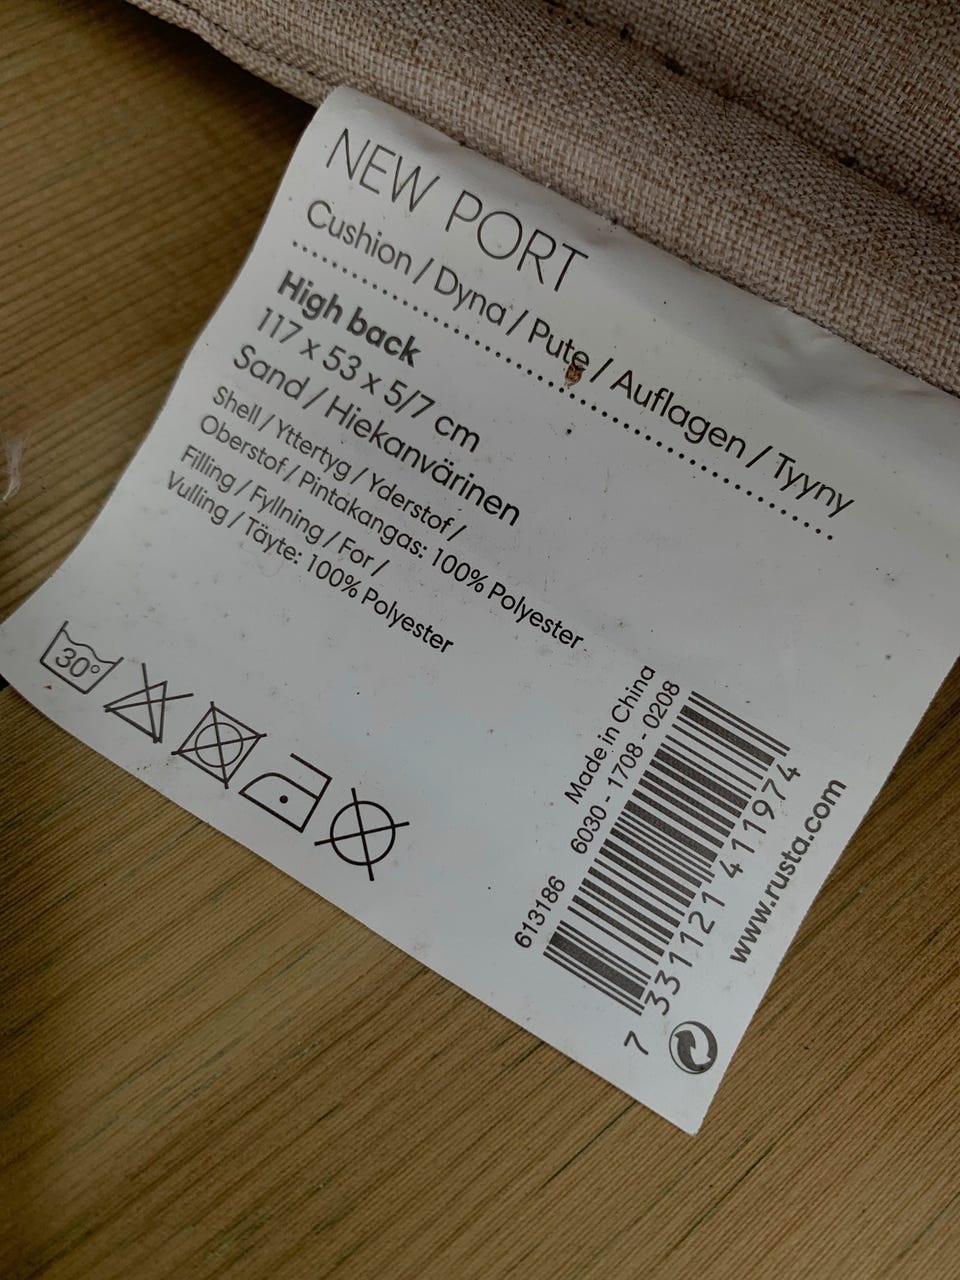 NEW PORT
Cushion / Dyna / Pute / Auflagen / Tyyny
High back
117 x 53 x 5/7 cm
Sand / Hiekanvärinen
Shell / Yttertyg / Yderstof /
Oberstof / Pintakangas: 100% Polyester
Filling / Fyllning / For /
Vulling / Täyte: 100% Polyester
30°
Made in China
613186 6030 - 1708 - 0208
7 331121 411974
www.rusta.com